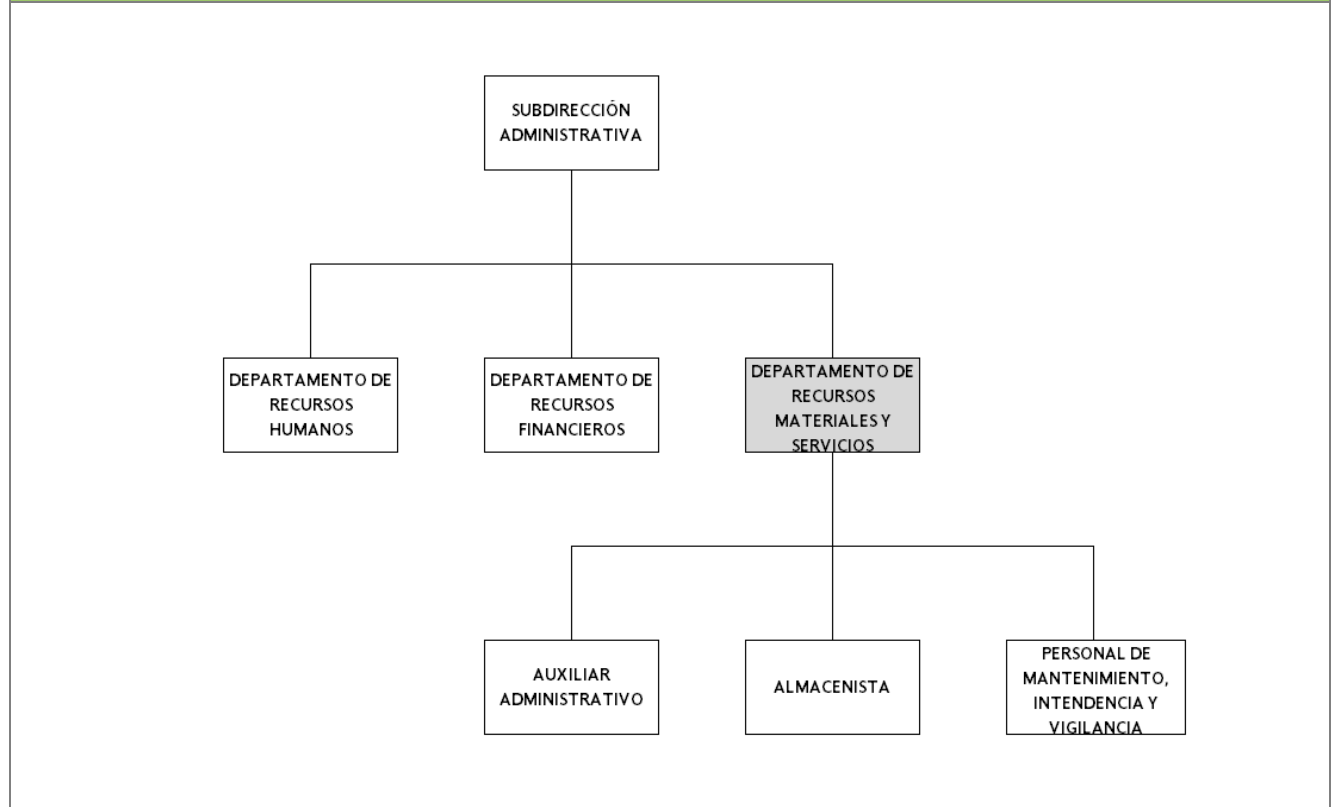 SUBDIRECCIÓN
ADMINISTRATIVA
DEPARTAMENTO DE
RECURSOS
HUMANOS
DEPARTAMENTO DE
RECURSOS
FINANCIEROS
DEPARTAMENTO DE
RECURSOS
MATERIALES Y
SERVICIOS
AUXILIAR
ADMINISTRATIVO
ALMACENISTA
PERSONAL DE
MANTENIMIENTO,
INTENDENCIA Y
VIGILANCIA